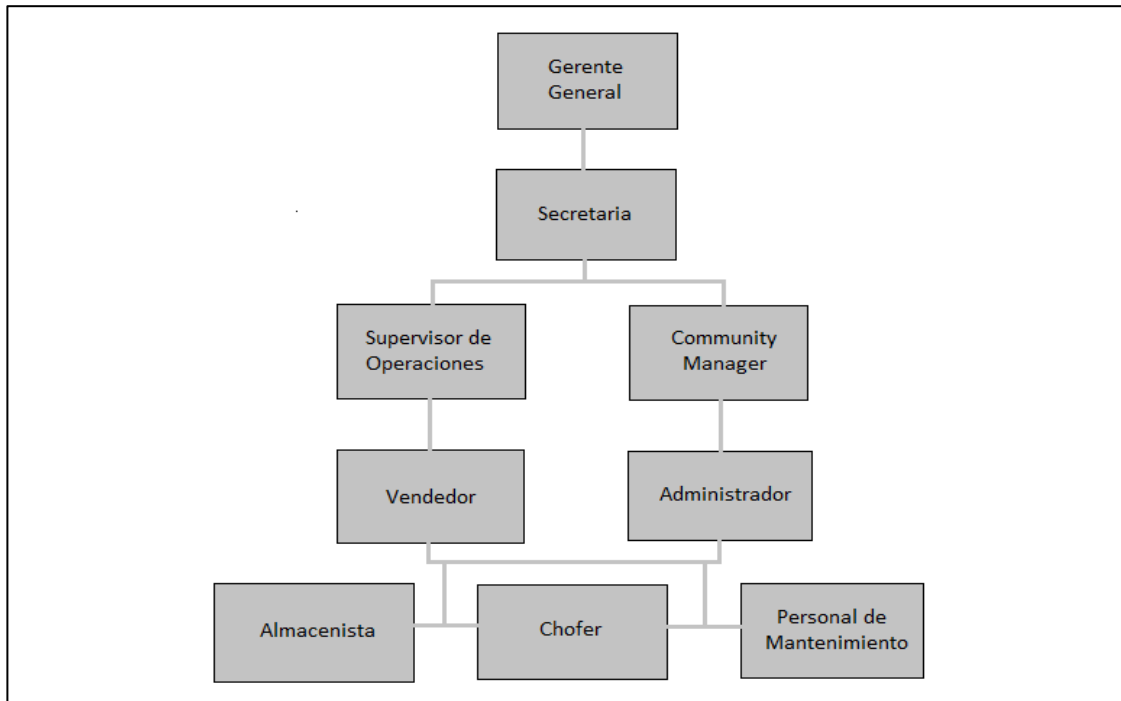 Gerente
General
Secretaria
Supervisor de
Operaciones
Community
Manager
Vendedor
Administrador
Almacenista
Chofer
Personal de
Mantenimiento